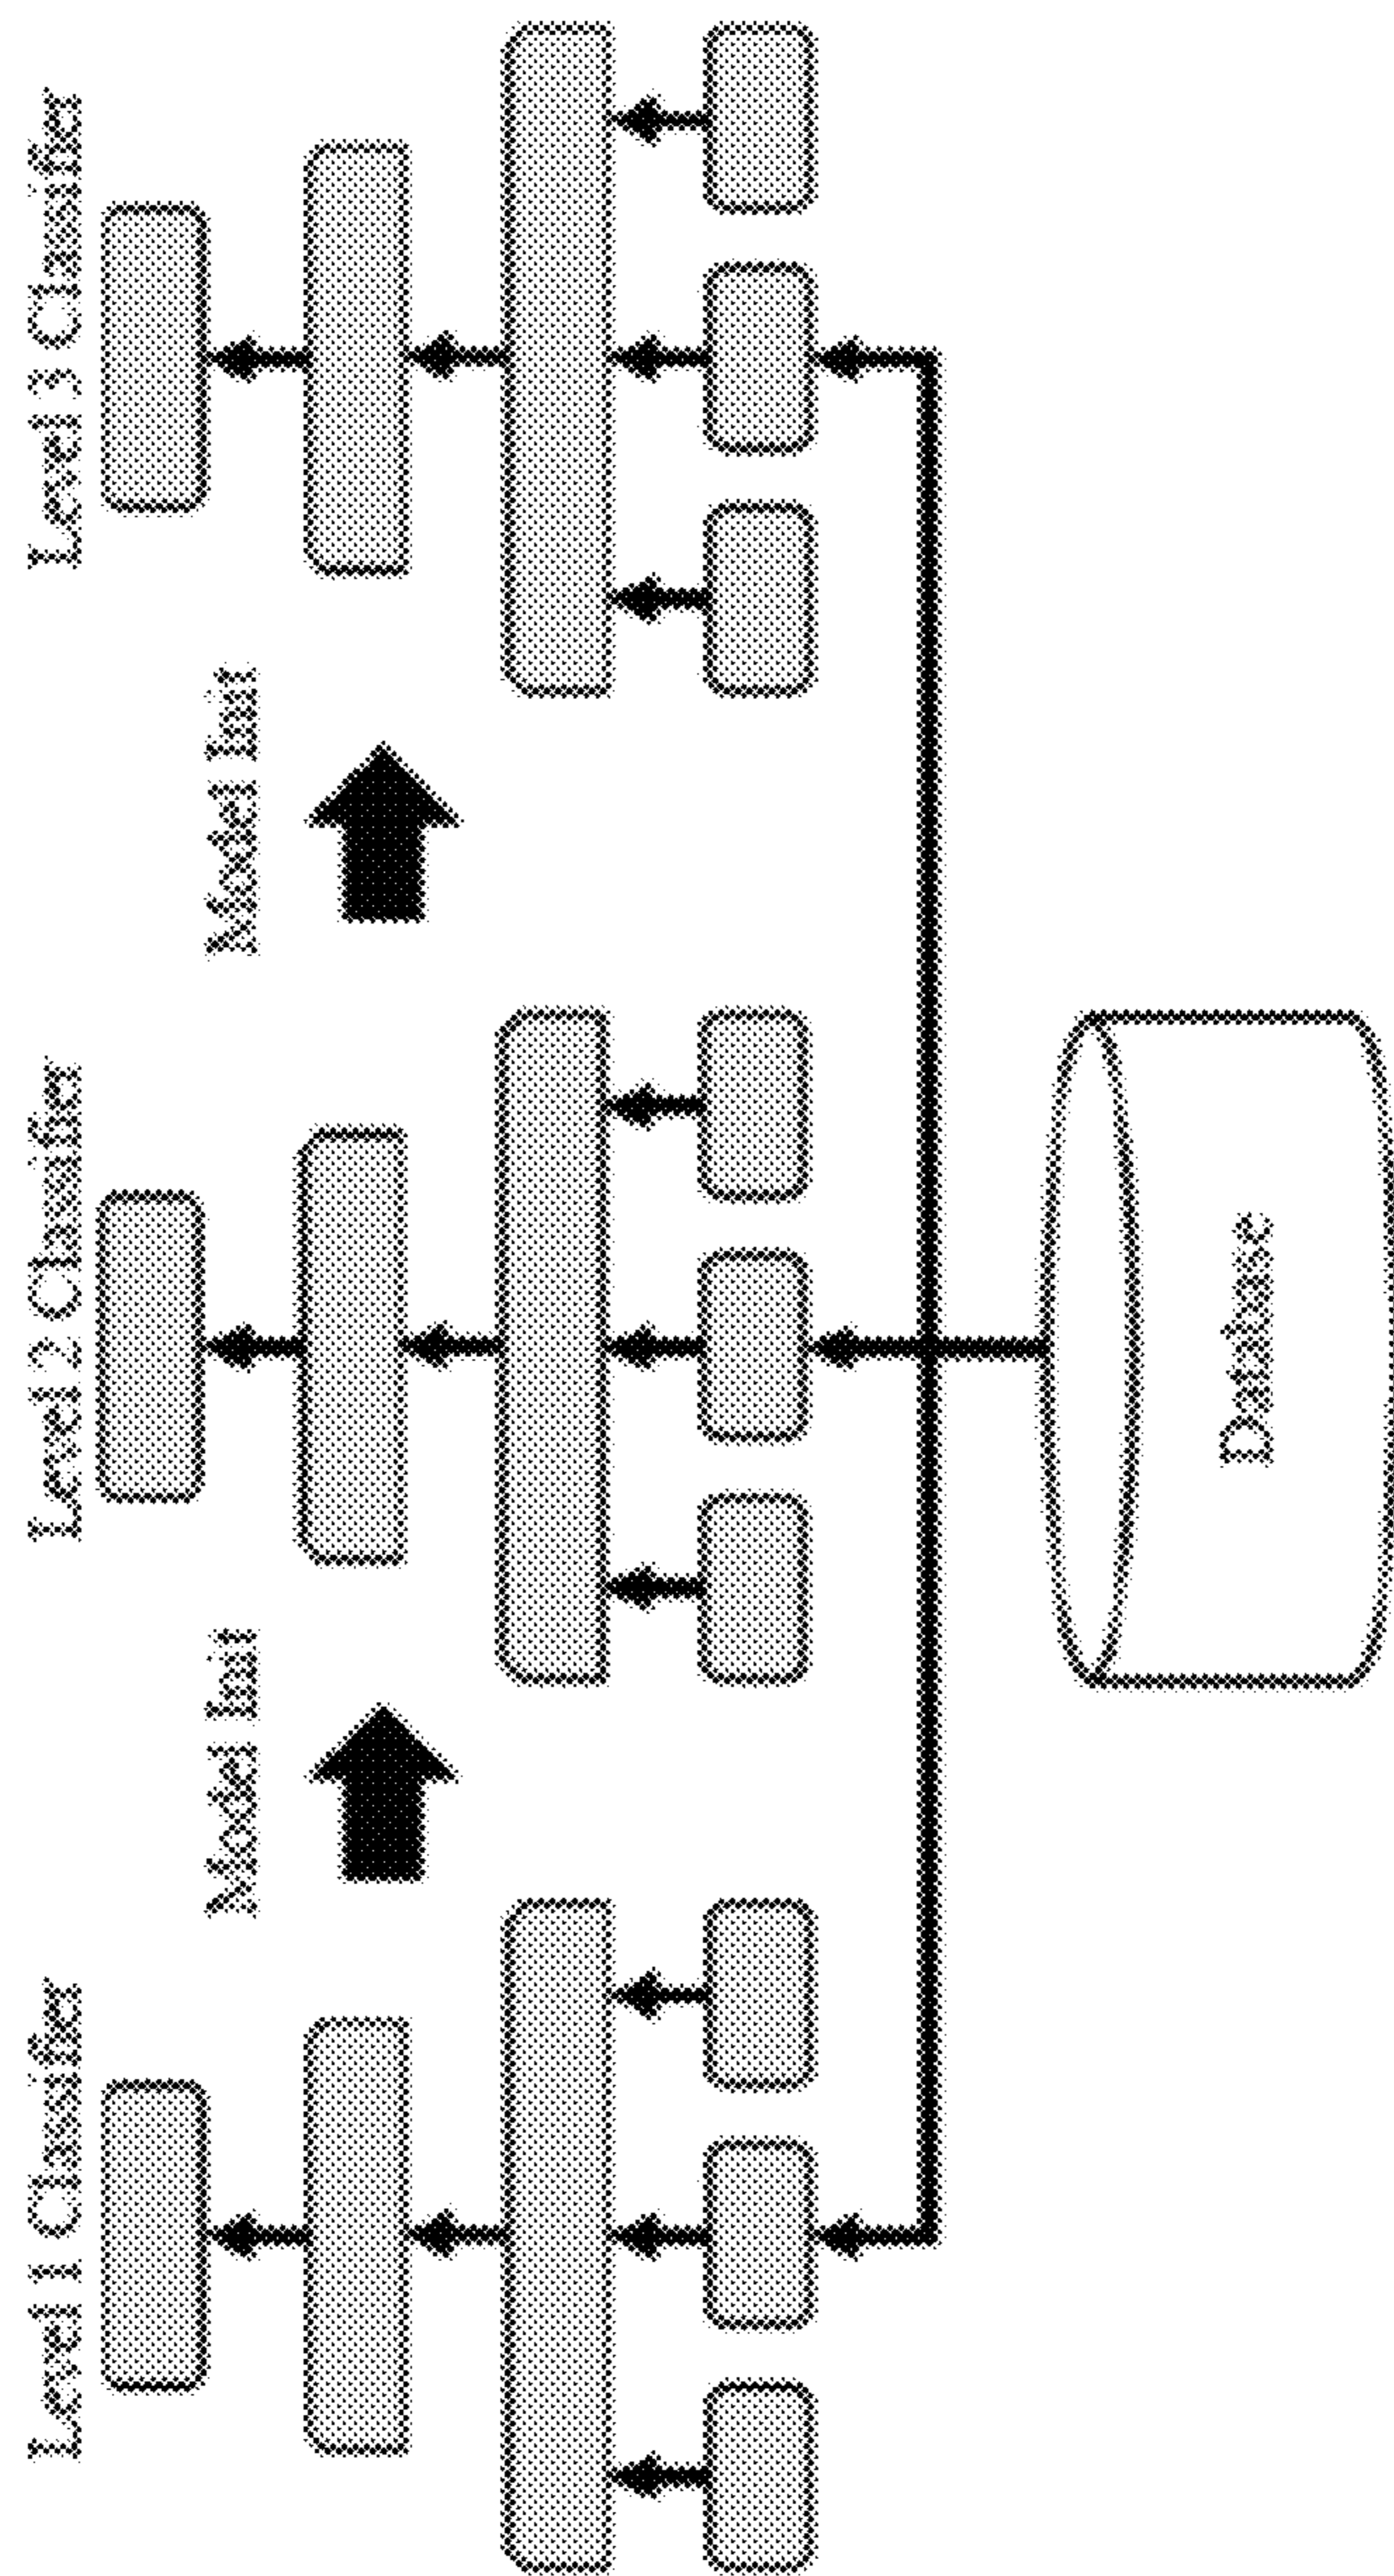 Level 1 Classifier
Level 2 Classifier
Level 3 Classifier
Model Init
Model Init
Database